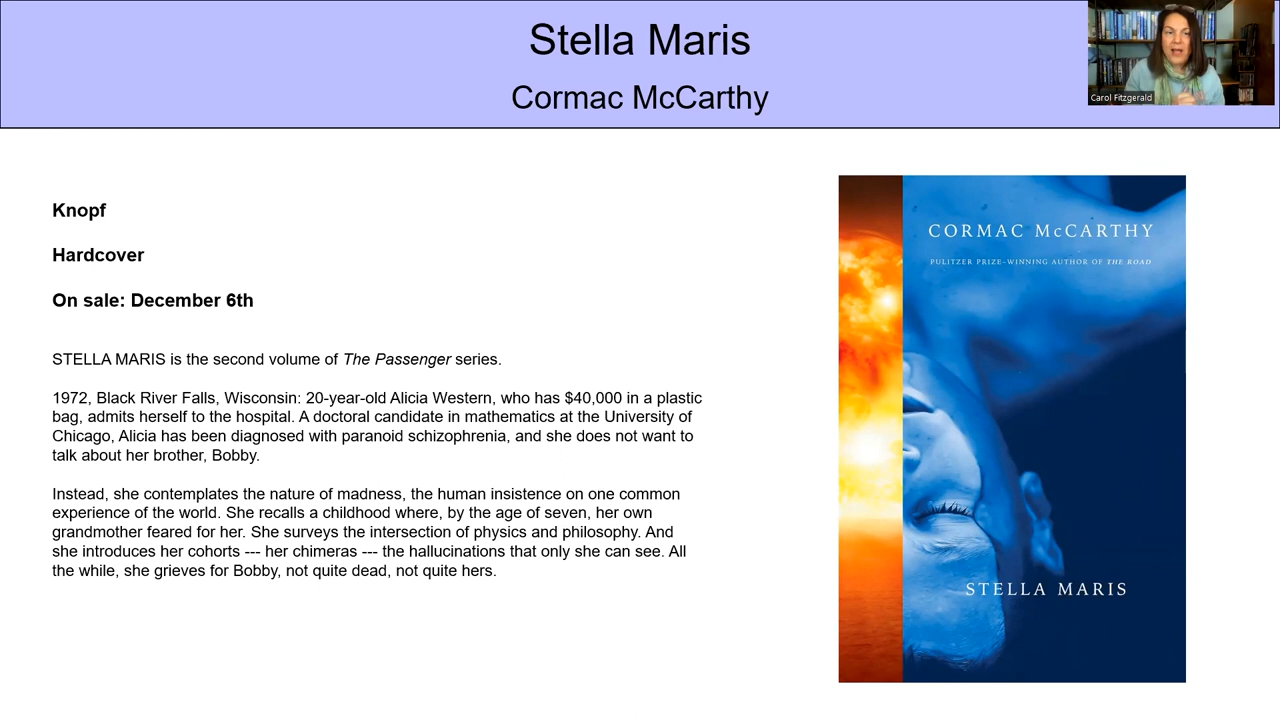 Stella Maris
Cormac McCarthy
Carol Fitzgerald
Knopf
Hardcover
On sale: December 6th
STELLA MARIS is the second volume of The Passenger series.
1972, Black River Falls, Wisconsin: 20-year-old Alicia Western, who has $40,000 in a plastic
bag, admits herself to the hospital. A doctoral candidate in mathematics at the University of
Chicago, Alicia has been diagnosed with paranoid schizophrenia, and she does not want to
talk about her brother, Bobby.
Instead, she contemplates the nature of madness, the human insistence on one common
experience of the world. She recalls a childhood where, by the age of seven, her own
grandmother feared for her. She surveys the intersection of physics and philosophy. And
she introduces her cohorts --- her chimeras --- the hallucinations that only she can see. All
the while, she grieves for Bobby, not quite dead, not quite hers.
CORMAC McCARTHY
PULITZER PRIZE–WINNING AUTHOR OF THE ROAD
STELLA MARIS